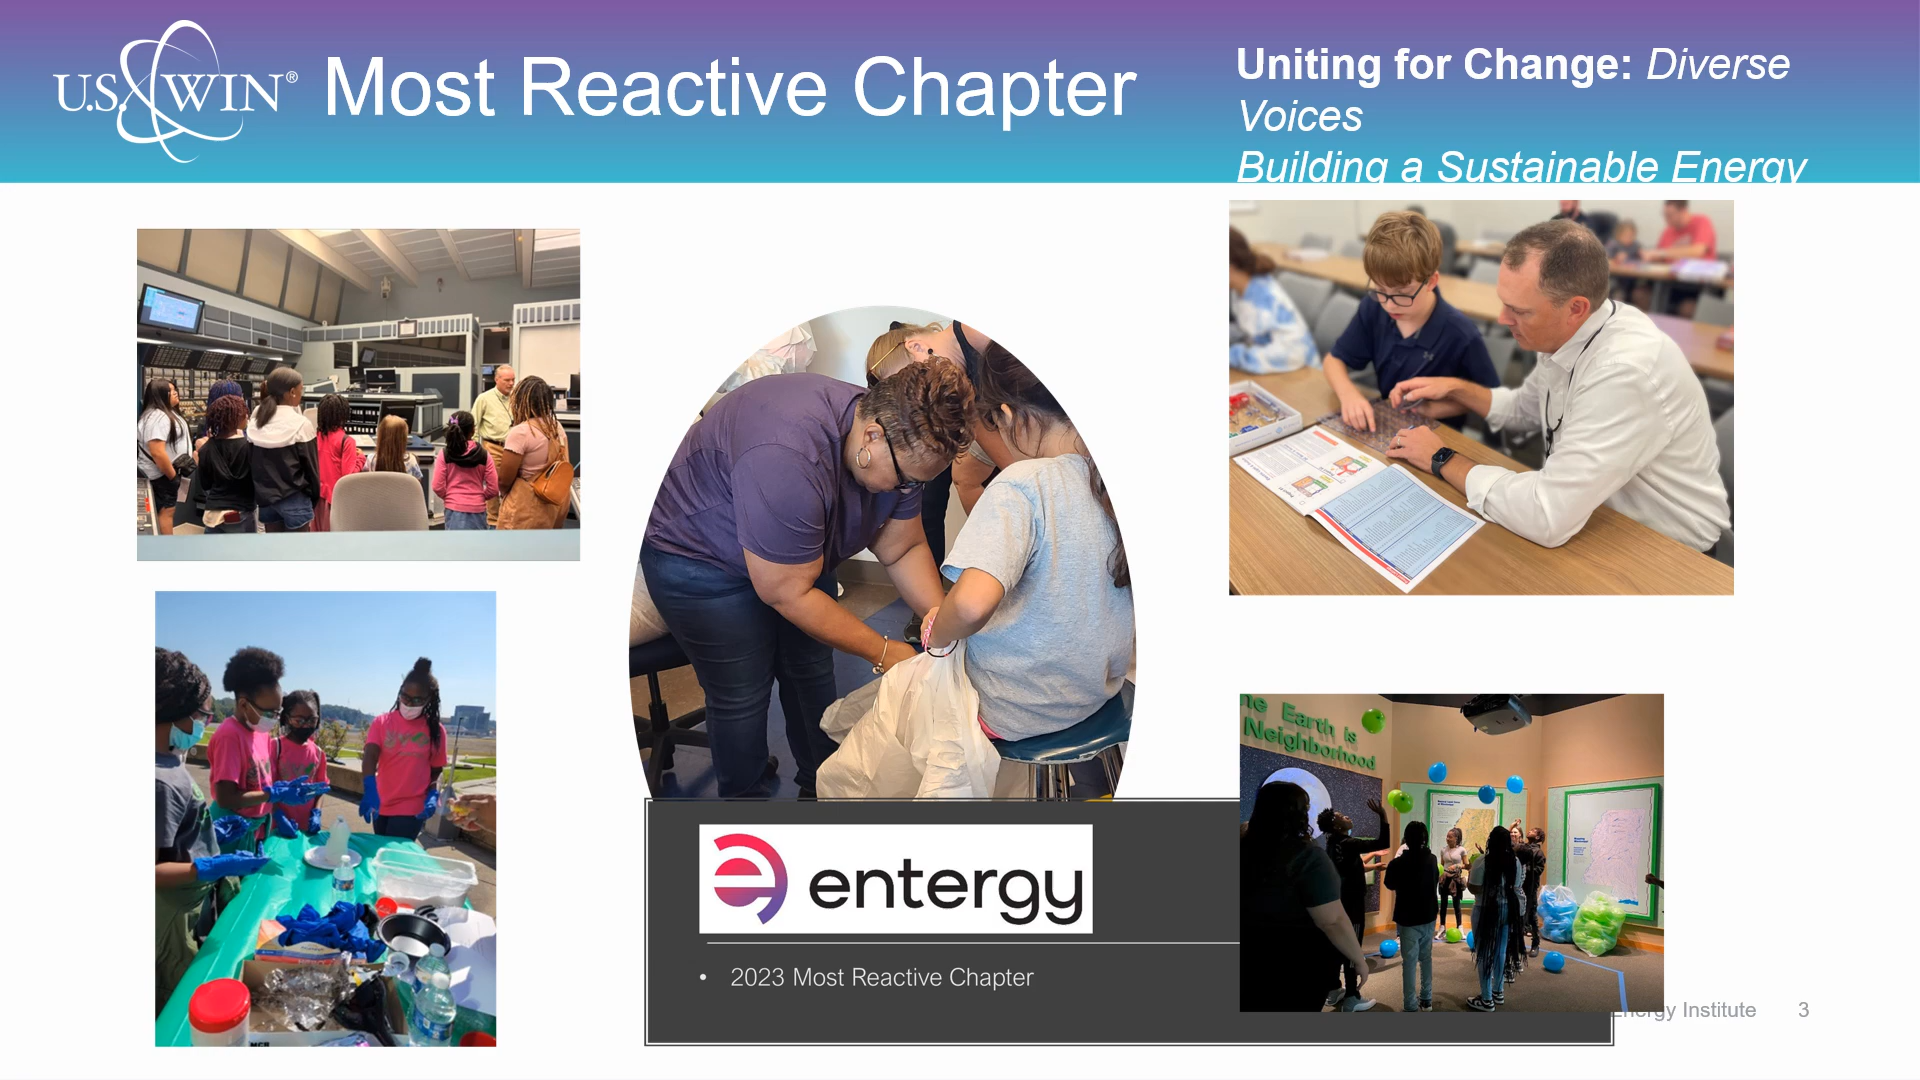 U.S. WIN®
Most Reactive Chapter
Uniting for Change: Diverse
Voices
Building a Sustainable Energy
entergy
• 2023 Most Reactive Chapter
Earth is
Neighborhood
Energy Institute
3